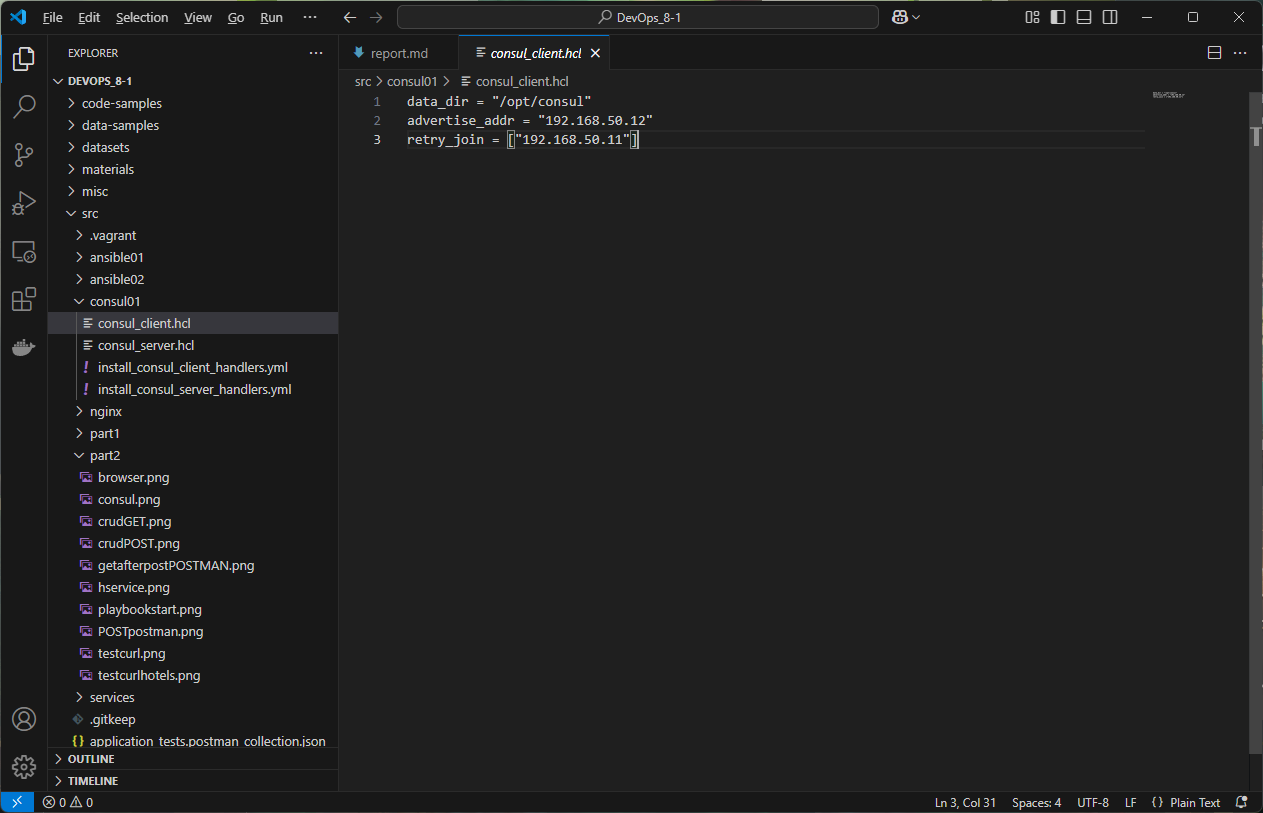 File Edit Selection View Go Run ··· DevOps_8-1
EXPLORER ···
DEVOPS_8-1
code-samples
data-samples
datasets
materials
misc
src
.vagrant
ansible01
ansible02
consul01
consul_client.hcl
consul_server.hcl
! install_consul_client_handlers.yml
! install_consul_server_handlers.yml
nginx
part1
part2
browser.png
consul.png
crudGET.png
crudPOST.png
getafterpostPOSTMAN.png
hservice.png
playbookstart.png
POSTpostman.png
testcurl.png
testcurlhotels.png
services
.gitkeep
{} application_tests.postman_collection.json
OUTLINE
TIMELINE
report.md consul_client.hcl
src > consul01 > consul_client.hcl
1 data_dir = "/opt/consul"
2 advertise_addr = "192.168.50.12"
3 retry_join = ["192.168.50.11"]
0 0 Ln 3, Col 31 Spaces: 4 UTF-8 LF {} Plain Text